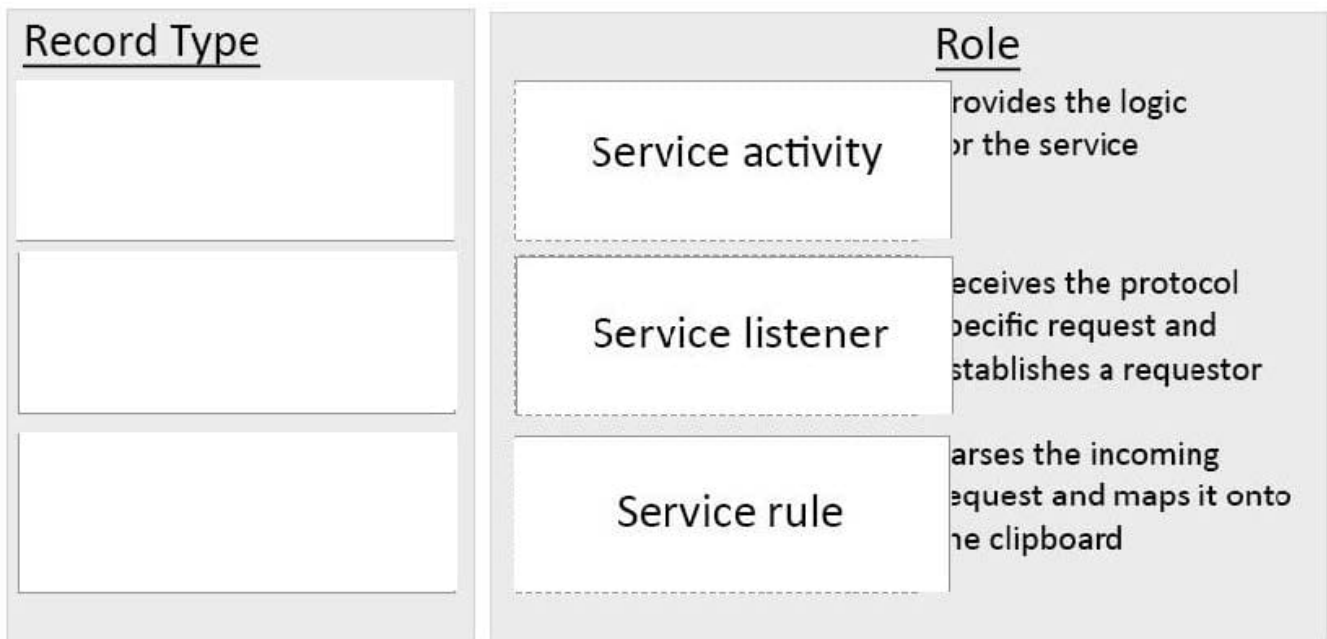 Record Type
Role
Service activity
rovides the logic
or the service
Service listener
eceives the protocol
pecific request and
stablishes a requestor
Service rule
arses the incoming
equest and maps it onto
he clipboard